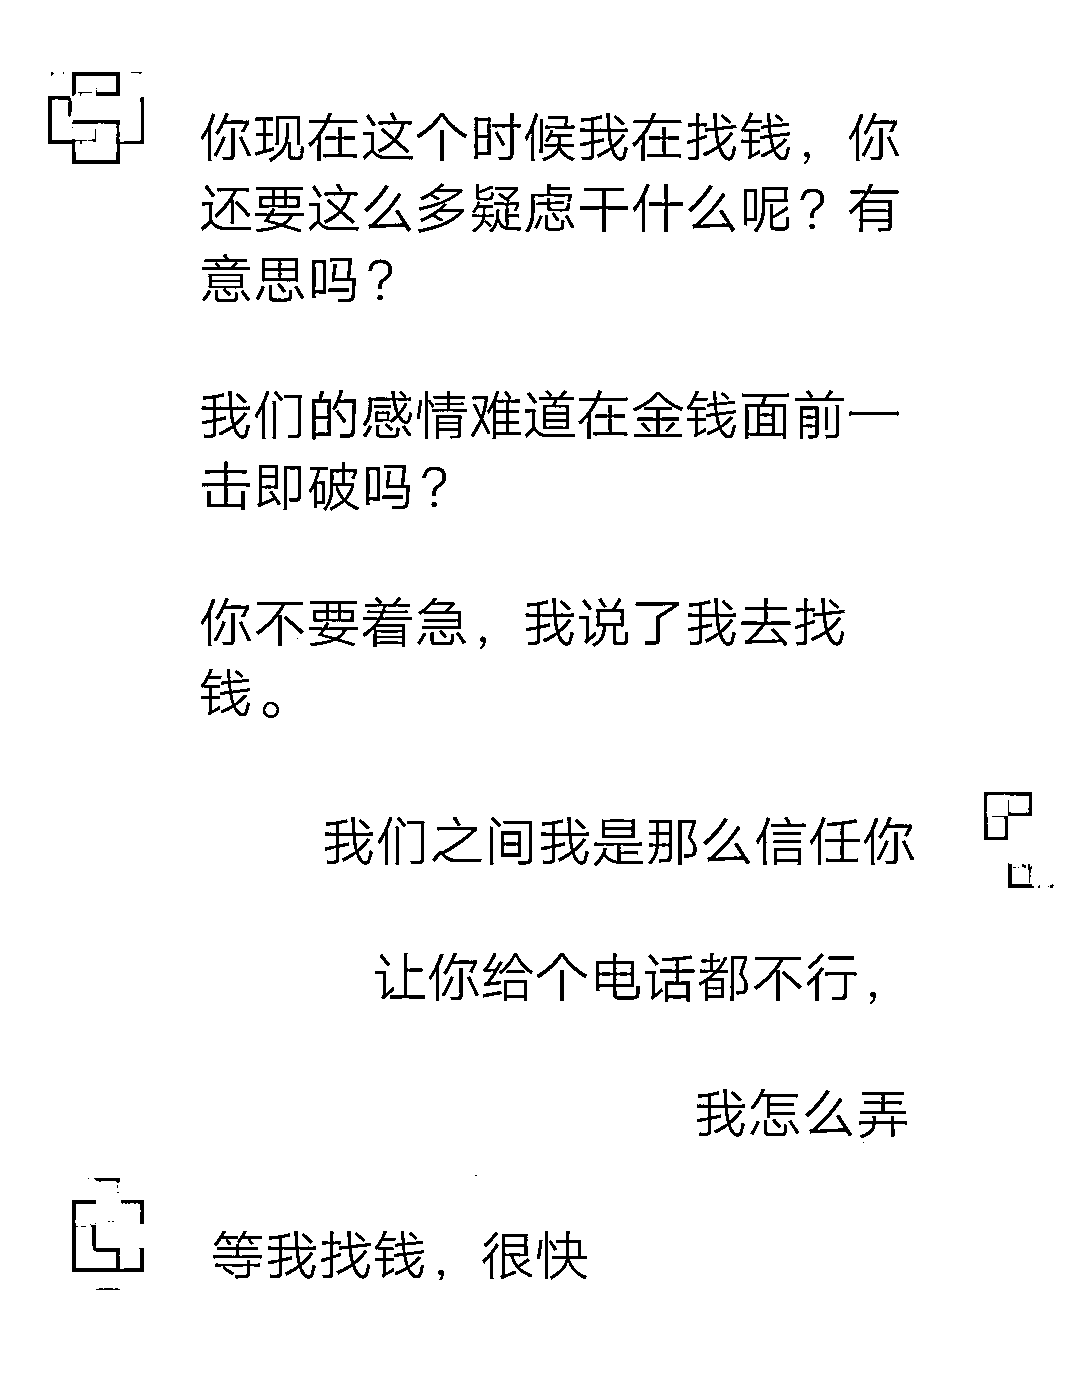 你现在这个时候我在找钱，你
还要这么多疑虑干什么呢？有
意思吗？
我们的感情难道在金钱面前一
击即破吗？
你不要着急，我说了我去找
钱。
我们之间我是那么信任你
让你给个电话都不行，
我怎么弄
等我找钱，很快